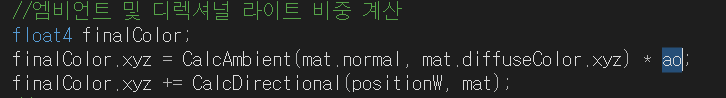 //엠비언트 및 디렉셔널 라이트 비중 계산
float4 finalColor;
finalColor.xyz = CalcAmbient(mat.normal, mat.diffuseColor.xyz) * ao;
finalColor.xyz += CalcDirectional(positionW, mat);